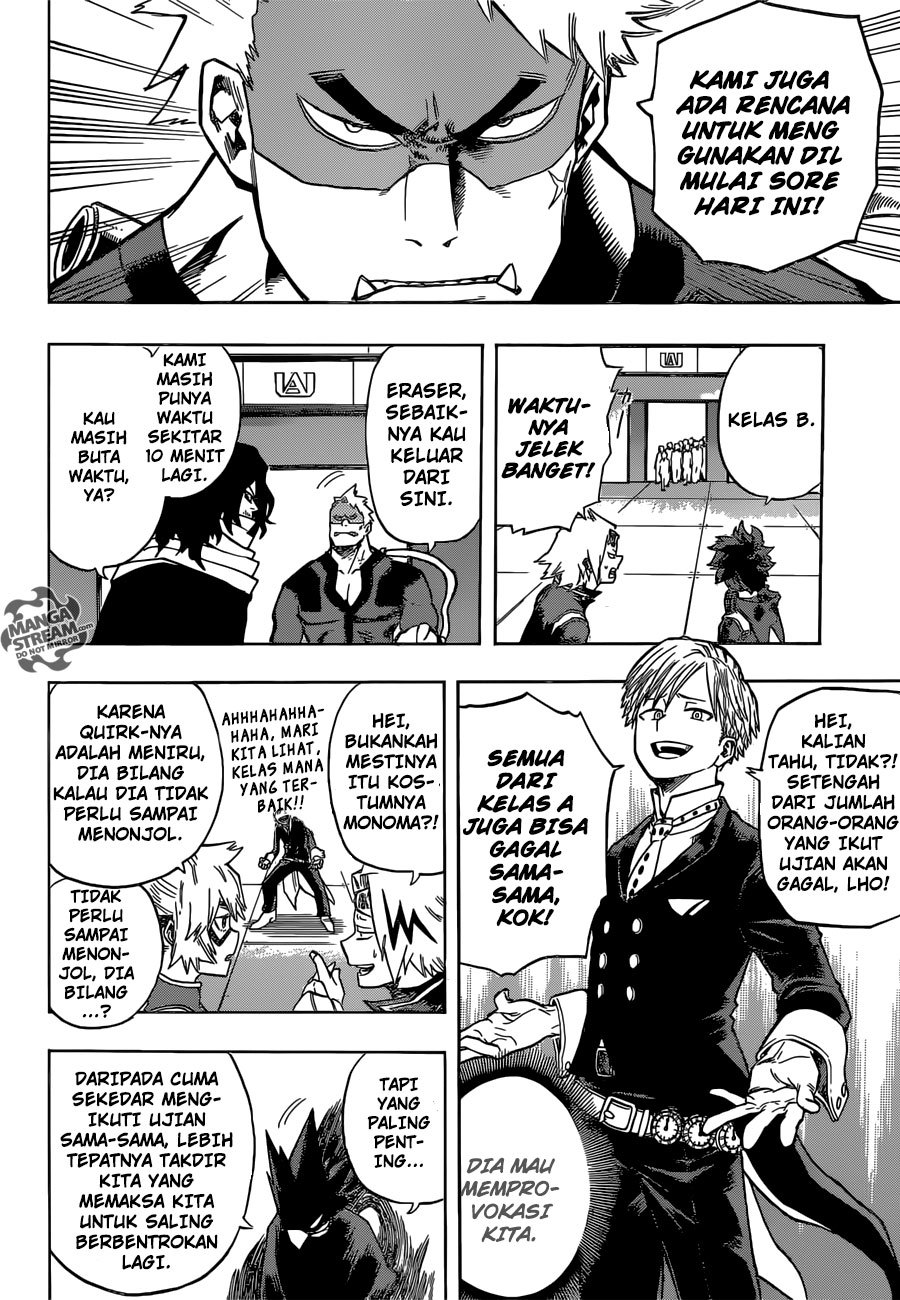 KAMI JUGA
ADA RENCANA
UNTUK MENG
GUNAKAN DIL
MULAI SORE
HARI INI!
KELAS B.
WAKTU-
NYA
JELEK
BANGET!
ERASER,
SEBAIK-
NYA KAU
KELUAR
DARI
SINI.
KAMI
MASIH
PUNYA
WAKTU
SEKITAR
10 MENIT
LAGI.
KAU
MASIH
BUTA
WAKTU,
YA?
UA
UA
MANGA
STREAM.com
DO NOT MIRROR
HEI,
KALIAN
TAHU, TIDAK?!
SETENGAH
DARI JUMLAH
ORANG-ORANG
YANG IKUT
UJIAN AKAN
GAGAL, LHO!
SEMUA
DARI
KELAS A
JUGA BISA
GAGAL
SAMA-
SAMA,
KOK!
DIA MAU
MEMPRO-
VOKASI
KITA.
HEI,
BUKANKAH
MESTINYA
ITU KOS-
TUMNYA
MONOMA?!
AHHHAHAHHA-
HAHA, MARI
KITA LIHAT,
KELAS MANA
YANG TER-
BAIK!!
KARENA
QUIRK-NYA
ADALAH MENIRU,
DIA BILANG
KALAU DIA TIDAK
PERLU SAMPAI
MENONJOL.
TIDAK
PERLU
SAMPAI
MENON-
JOL, DIA
BILANG
...?
TAPI
YANG
PALING
PENT-
ING...
DARIPADA CUMA
SEKEDAR MENG-
IKUTI UJIAN
SAMA-SAMA, LEBIH
TEPATNYA TAKDIR
KITA YANG
MEMAKSA KITA
UNTUK SALING
BERBENTROKAN
LAGI.